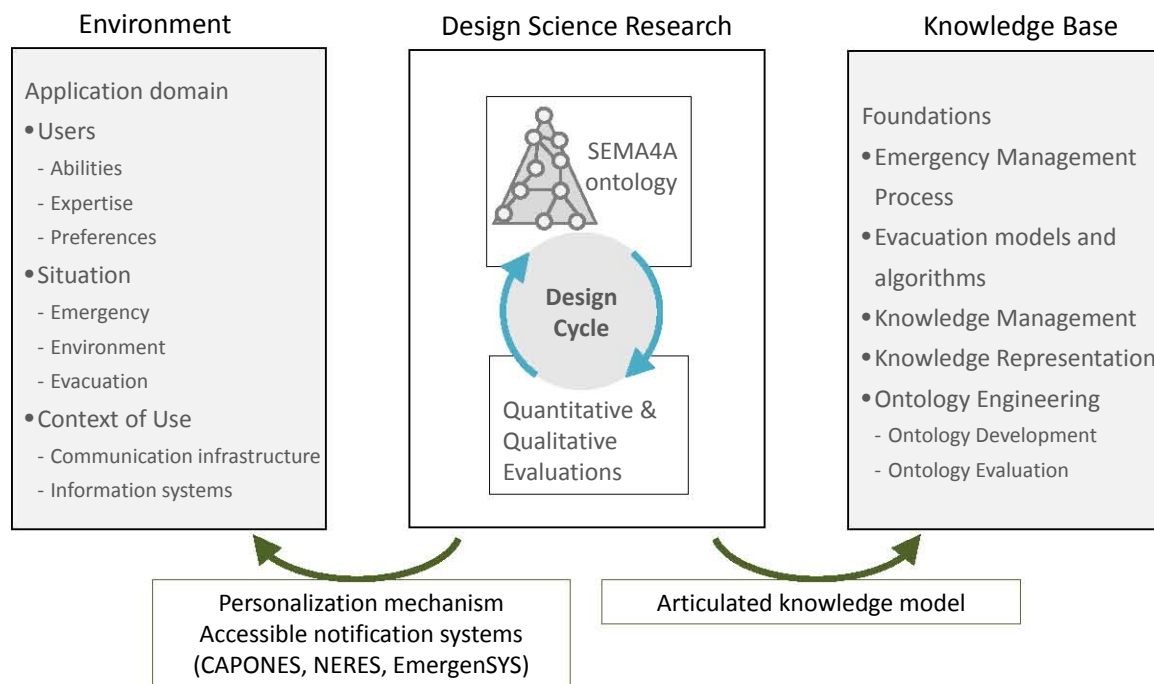 Environment
Application domain
•Users
- Abilities
- Expertise
- Preferences
•Situation
- Emergency
- Environment
- Evacuation
•Context of Use
- Communication infrastructure
- Information systems
Design Science Research
SEMA4A
ontology
Design
Cycle
Quantitative &
Qualitative
Evaluations
Knowledge Base
Foundations
•Emergency Management
Process
•Evacuation models and
algorithms
•Knowledge Management
•Knowledge Representation
•Ontology Engineering
- Ontology Development
- Ontology Evaluation
Personalization mechanism
Accessible notification systems
(CAPONES, NERES, EmergenSYS)
Articulated knowledge model